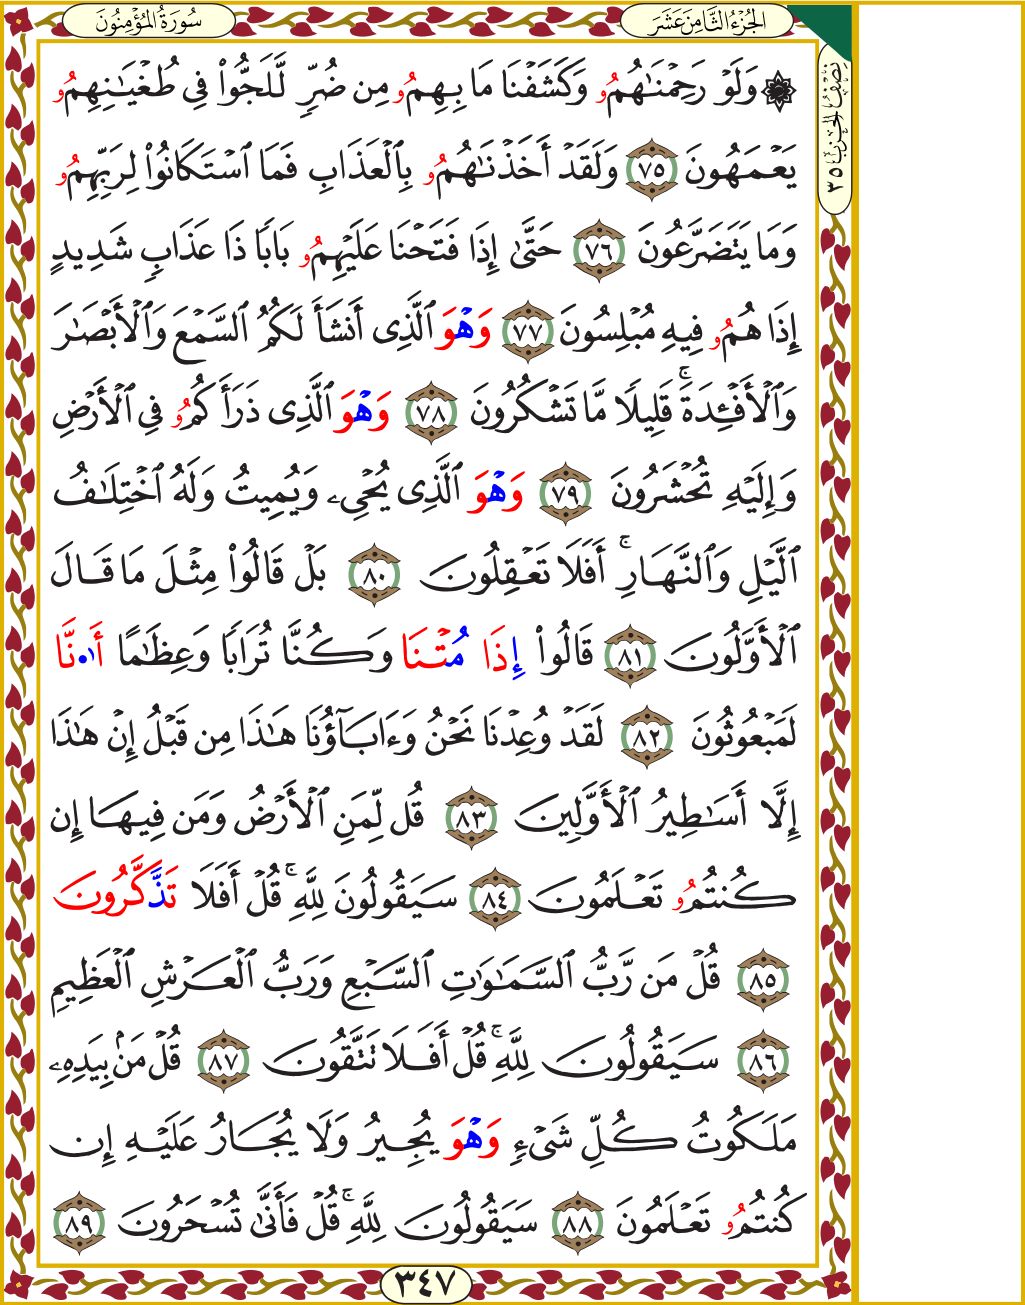 الجُزْءُ الثَّامِنَ عَشَرَ
سُورَةُ المُؤْمِنُونَ
نِصْفُ الحِزْبِ ٣٥
۞ وَلَوْ رَحِمْنَٰهُمُۥ وَكَشَفْنَا مَا بِهِمُۥ مِن ضُرٍّ لَّلَجُّوا۟ فِى طُغْيَٰنِهِمُۥ
يَعْمَهُونَ ٧٥ وَلَقَدْ أَخَذْنَٰهُمُۥ بِٱلْعَذَابِ فَمَا ٱسْتَكَانُوا۟ لِرَبِّهِمُۥ
وَمَا يَتَضَرَّعُونَ ٧٦ حَتَّىٰ إِذَا فَتَحْنَا عَلَيْهِمُۥ بَابًا ذَا عَذَابٍ شَدِيدٍ
إِذَا هُمُۥ فِيهِ مُبْلِسُونَ ٧٧ وَهْوَ ٱلَّذِى أَنشَأَ لَكُمُ ٱلسَّمْعَ وَٱلْأَبْصَٰرَ
وَٱلْأَفْـِٔدَةَ ۚ قَلِيلًا مَّا تَشْكُرُونَ ٧٨ وَهْوَ ٱلَّذِى ذَرَأَكُمُۥ فِى ٱلْأَرْضِ
وَإِلَيْهِ تُحْشَرُونَ ٧٩ وَهْوَ ٱلَّذِى يُحْىِۦ وَيُمِيتُ وَلَهُ ٱخْتِلَٰفُ
ٱلَّيْلِ وَٱلنَّهَارِ ۚ أَفَلَا تَعْقِلُونَ ٨٠ بَلْ قَالُوا۟ مِثْلَ مَا قَالَ
ٱلْأَوَّلُونَ ٨١ قَالُوا۟ إِذَا مُتْنَا وَكُنَّا تُرَابًا وَعِظَٰمًا أَا۬نَّا
لَمَبْعُوثُونَ ٨٢ لَقَدْ وُعِدْنَا نَحْنُ وَءَابَآؤُنَا هَٰذَا مِن قَبْلُ إِنْ هَٰذَا
إِلَّا أَسَٰطِيرُ ٱلْأَوَّلِينَ ٨٣ قُل لِّمَنِ ٱلْأَرْضُ وَمَن فِيهَا إِن
كُنتُمُۥ تَعْلَمُونَ ٨٤ سَيَقُولُونَ لِلَّهِ ۚ قُلْ أَفَلَا تَذَّكَّرُونَ
٨٥ قُلْ مَن رَّبُّ ٱلسَّمَٰوَٰتِ ٱلسَّبْعِ وَرَبُّ ٱلْعَرْشِ ٱلْعَظِيمِ
٨٦ سَيَقُولُونَ لِلَّهِ ۚ قُلْ أَفَلَا تَتَّقُونَ ٨٧ قُلْ مَنۢ بِيَدِهِۦ
مَلَكُوتُ كُلِّ شَىْءٍ وَهْوَ يُجِيرُ وَلَا يُجَارُ عَلَيْهِ إِن
كُنتُمُۥ تَعْلَمُونَ ٨٨ سَيَقُولُونَ لِلَّهِ ۚ قُلْ فَأَنَّىٰ تُسْحَرُونَ ٨٩
٣٤٧